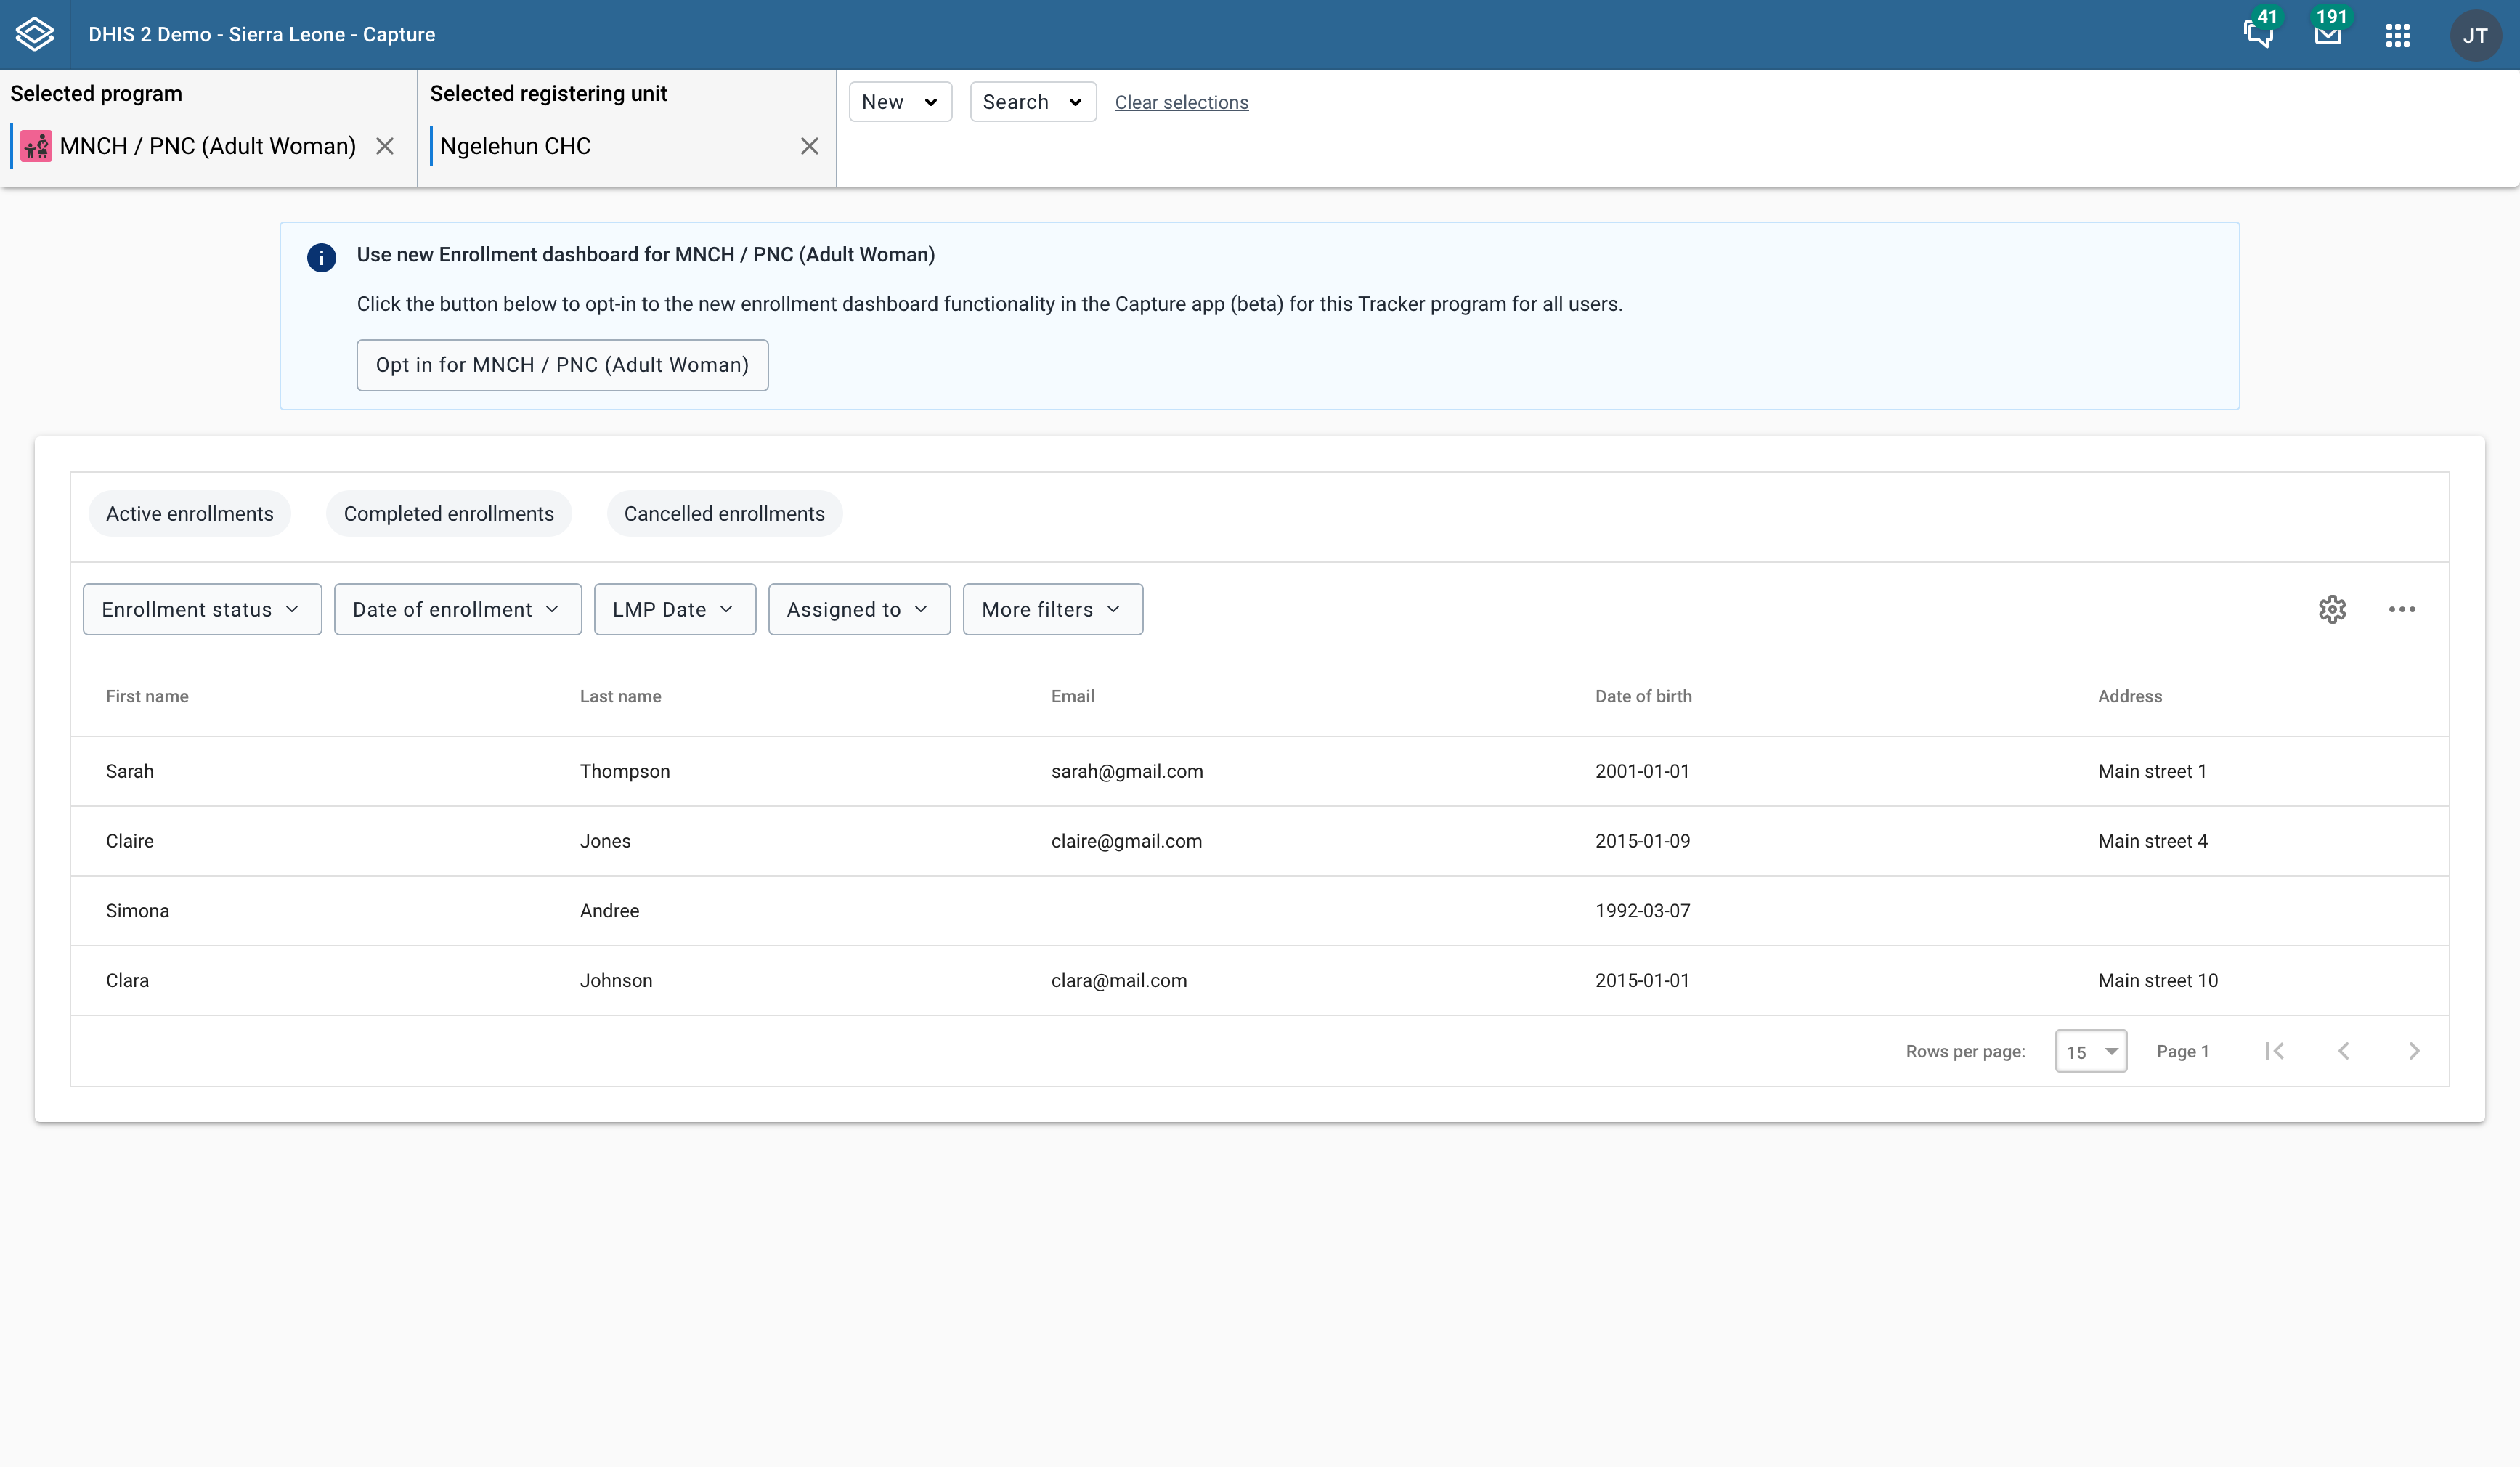 DHIS 2 Demo - Sierra Leone - Capture
41
191
JT
Selected program
MNCH / PNC (Adult Woman)
Selected registering unit
Ngelehun CHC
New
Search
Clear selections
Use new Enrollment dashboard for MNCH / PNC (Adult Woman)
Click the button below to opt-in to the new enrollment dashboard functionality in the Capture app (beta) for this Tracker program for all users.
Opt in for MNCH / PNC (Adult Woman)
Active enrollments Completed enrollments Cancelled enrollments
Enrollment status Date of enrollment LMP Date Assigned to More filters
First name Last name Email Date of birth Address
Sarah Thompson sarah@gmail.com 2001-01-01 Main street 1
Claire Jones claire@gmail.com 2015-01-09 Main street 4
Simona Andree 1992-03-07
Clara Johnson clara@mail.com 2015-01-01 Main street 10
Rows per page: 15 Page 1